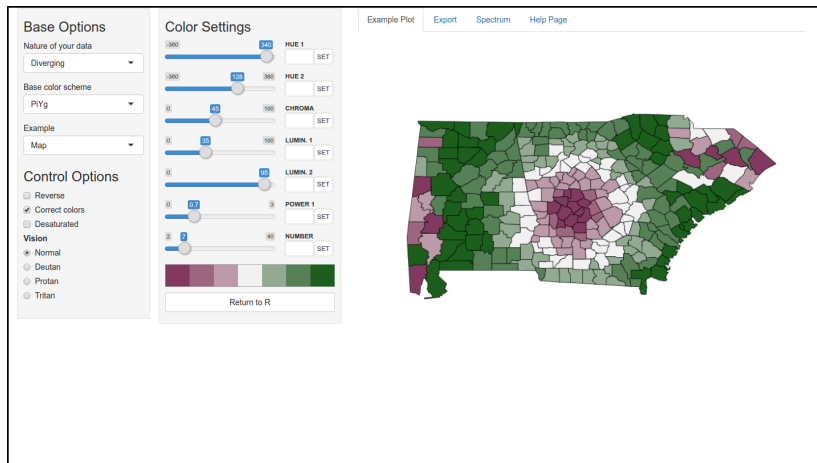 Base Options
Nature of your data
Diverging
Base color scheme
PiYg
Example
Map
Control Options
Reverse
Correct colors
Desaturated
Vision
Normal
Deutan
Protan
Tritan
Color Settings
-360 340 HUE 1
SET
-360 128 360 HUE 2
SET
0 45 100 CHROMA
SET
0 35 100 LUMIN. 1
SET
0 95 LUMIN. 2
SET
0 0.7 3 POWER 1
SET
2 7 40 NUMBER
SET
Return to R
Example Plot Export Spectrum Help Page